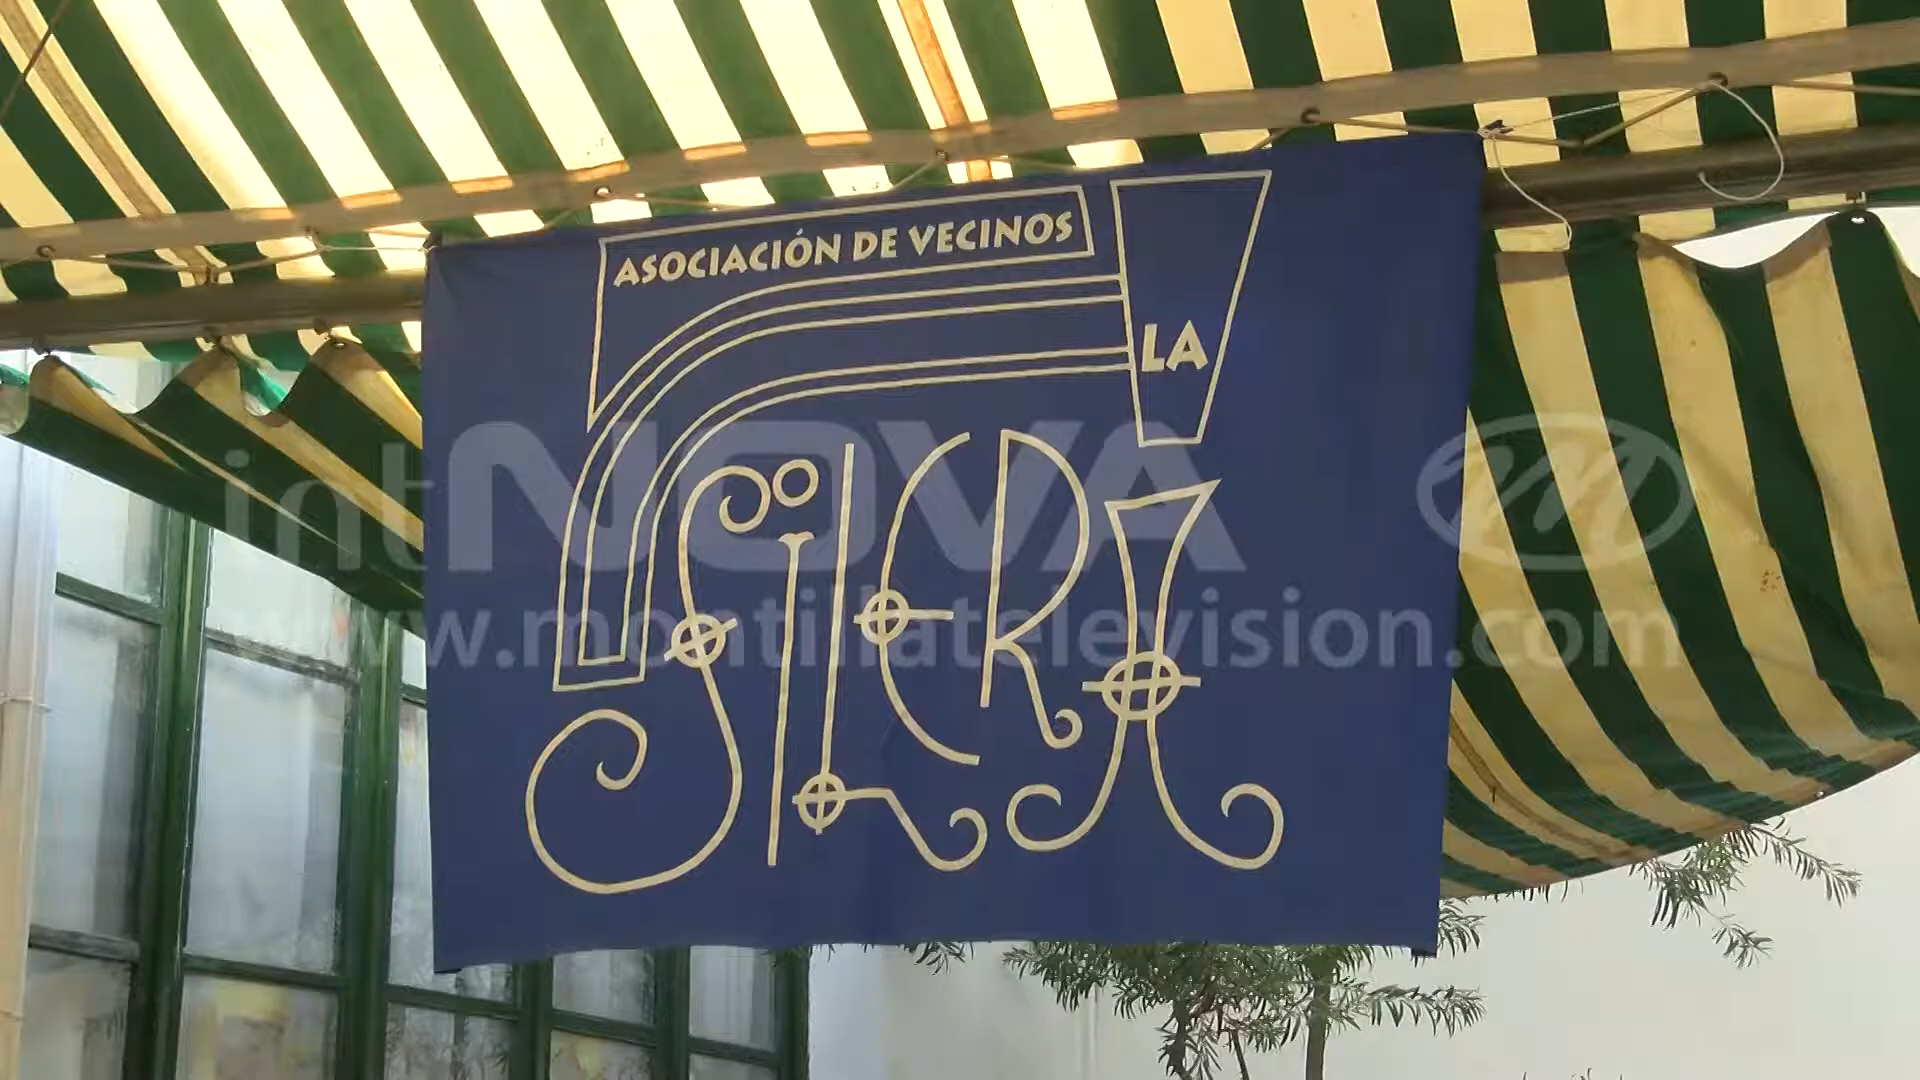 ASOCIACIÓN DE VECINOS
LA
SILERA
intNOVA
www.montillatelevision.com